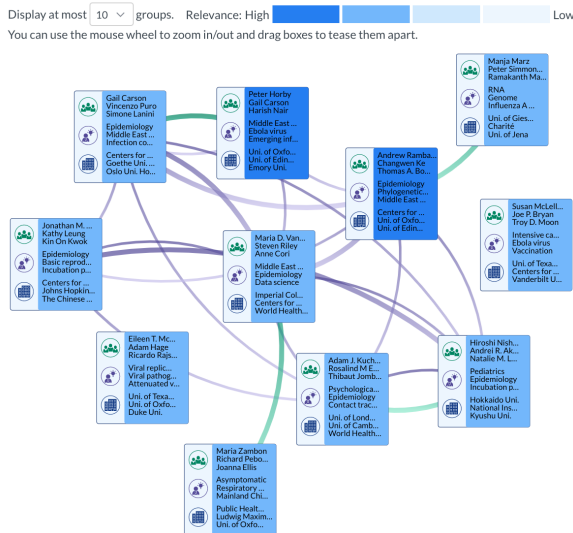 Display at most 10 groups. Relevance: High Low
You can use the mouse wheel to zoom in/out and drag boxes to tease them apart.
Manja Marz
Peter Simmon...
Ramakanth Ma...
RNA
Genome
Influenza A ...
Uni. of Gies...
Charité
Uni. of Jena
Gail Carson
Vincenzo Puro
Simone Lanini
Epidemiology
Middle East ...
Infection co...
Centers for ...
Goethe Uni. ...
Oslo Uni. Ho...
Peter Horby
Gail Carson
Harish Nair
Middle East ...
Ebola virus
Emerging inf...
Uni. of Oxfo...
Uni. of Edin...
Emory Uni.
Andrew Ramba...
Changwen Ke
Thomas A. Bo...
Epidemiology
Phylogenetic...
Middle East ...
Centers for ...
Uni. of Oxfo...
Uni. of Edin...
Susan McLell...
Joe P. Bryan
Troy D. Moon
Intensive ca...
Ebola virus
Vaccination
Uni. of Texa...
Centers for ...
Vanderbilt U...
Jonathan M. ...
Kathy Leung
Kin On Kwok
Epidemiology
Basic reprod...
Incubation p...
Centers for ...
Johns Hopkin...
The Chinese ...
Maria D. Van...
Steven Riley
Anne Cori
Middle East ...
Epidemiology
Data science
Imperial Col...
Centers for ...
World Health...
Eileen T. Mc...
Adam Hage
Ricardo Rajs...
Viral replic...
Viral pathog...
Attenuated v...
Uni. of Texa...
Uni. of Oxfo...
Duke Uni.
Adam J. Kuch...
Rosalind M E...
Thibaut Jomb...
Psychologica...
Epidemiology
Contact trac...
Uni. of Lond...
Uni. of Camb...
World Health...
Hiroshi Nish...
Andrei R. Ak...
Natalie M. L...
Pediatrics
Epidemiology
Incubation p...
Hokkaido Uni.
National Ins...
Kyushu Uni.
Maria Zambon
Richard Pebo...
Joanna Ellis
Asymptomatic
Respiratory ...
Mainland Chi...
Public Healt...
Ludwig Maxim...
Uni. of Oxfo...